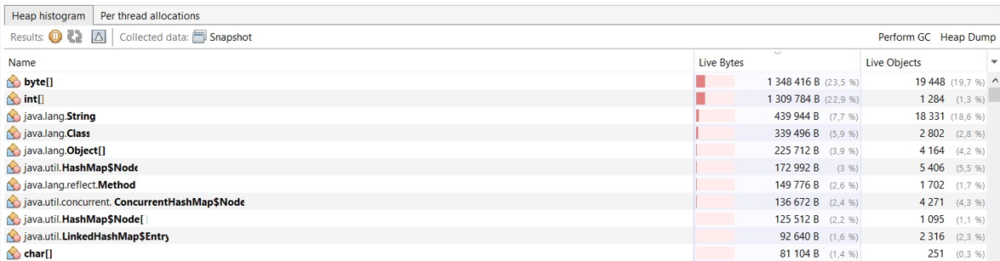 Heap histogram Per thread allocations
Results: Collected data: Snapshot Perform GC Heap Dump
Name Live Bytes Live Objects
byte[] 1 348 416 B (23,5 %) 19 448 (19,7 %)
int[] 1 309 784 B (22,9 %) 1 284 (1,3 %)
java.lang.String 439 944 B (7,7 %) 18 331 (18,6 %)
java.lang.Class 339 496 B (5,9 %) 2 802 (2,8 %)
java.lang.Object[] 225 712 B (3,9 %) 4 164 (4,2 %)
java.util.HashMap$Node 172 992 B (3 %) 5 406 (5,5 %)
java.lang.reflect.Method 149 776 B (2,6 %) 1 702 (1,7 %)
java.util.concurrent. ConcurrentHashMap$Node 136 672 B (2,4 %) 4 271 (4,3 %)
java.util.HashMap$Node[ 125 512 B (2,2 %) 1 095 (1,1 %)
java.util.LinkedHashMap$Entry 92 640 B (1,6 %) 2 316 (2,3 %)
char[] 81 104 B (1,4 %) 251 (0,3 %)